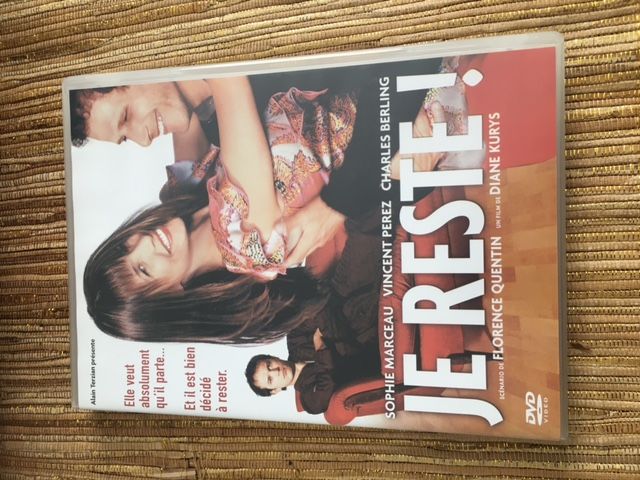 Alain Terzian présente
Elle veut
absolument
qu'il parte...
Et il est bien
décidé
à rester.
SOPHIE MARCEAU VINCENT PEREZ CHARLES BERLING
JE RESTE !
SCÉNARIO DE FLORENCE QUENTIN UN FILM DE DIANE KURYS
DVD
VIDEO